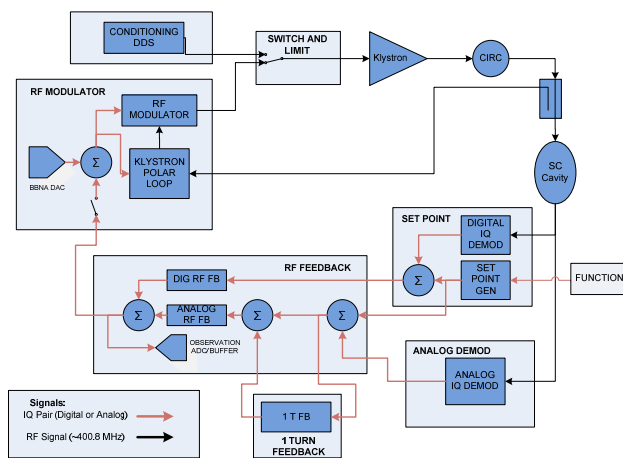 CONDITIONING
DDS
SWITCH AND
LIMIT
Klystron
CIRC
RF MODULATOR
RF
MODULATOR
Σ
KLYSTRON
POLAR
LOOP
BBNA DAC
SC
Cavity
SET POINT
DIGITAL
IQ
DEMOD
Σ
SET
POINT
GEN
FUNCTION
RF FEEDBACK
DIG RF FB
Σ
ANALOG
RF FB
Σ
Σ
OBSERVATION
ADC/BUFFER
ANALOG DEMOD
ANALOG
IQ DEMOD
1 T FB
1 TURN
FEEDBACK
Signals:
IQ Pair (Digital or Analog)
RF Signal (~400.8 MHz)